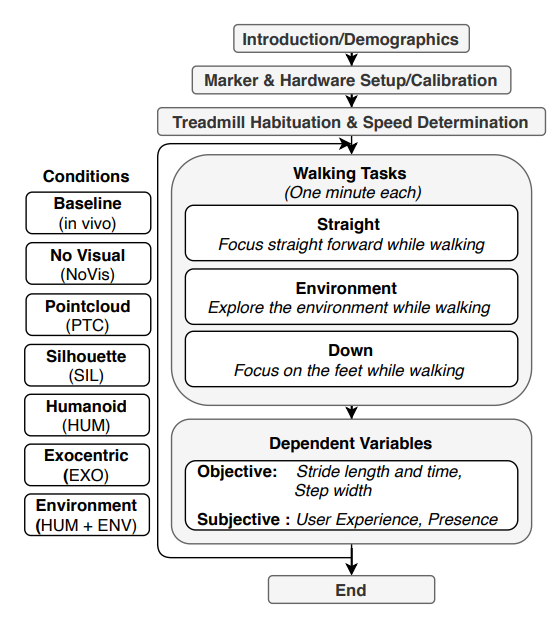 Introduction/Demographics
Marker & Hardware Setup/Calibration
Treadmill Habituation & Speed Determination
Conditions
Baseline
(in vivo)
No Visual
(NoVis)
Pointcloud
(PTC)
Silhouette
(SIL)
Humanoid
(HUM)
Exocentric
(EXO)
Environment
(HUM + ENV)
Walking Tasks
(One minute each)
Straight
Focus straight forward while walking
Environment
Explore the environment while walking
Down
Focus on the feet while walking
Dependent Variables
Objective: Stride length and time,
Step width
Subjective : User Experience, Presence
End